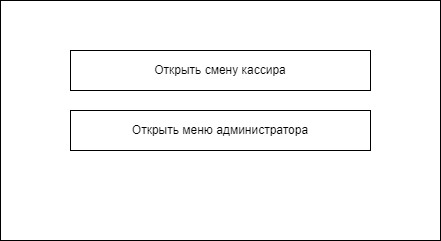 Открыть смену кассира
Открыть меню администратора